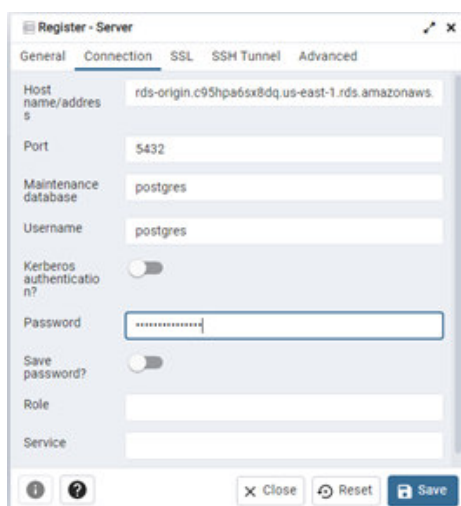 Register - Server
General Connection SSL SSH Tunnel Advanced
Host
name/addres
s
rds-origin.c95hpa6sx8dq.us-east-1.rds.amazonaws.
Port
5432
Maintenance
database
postgres
Username
postgres
Kerberos
authenticatio
n?
Password
Save
password?
Role
Service
Close Reset Save